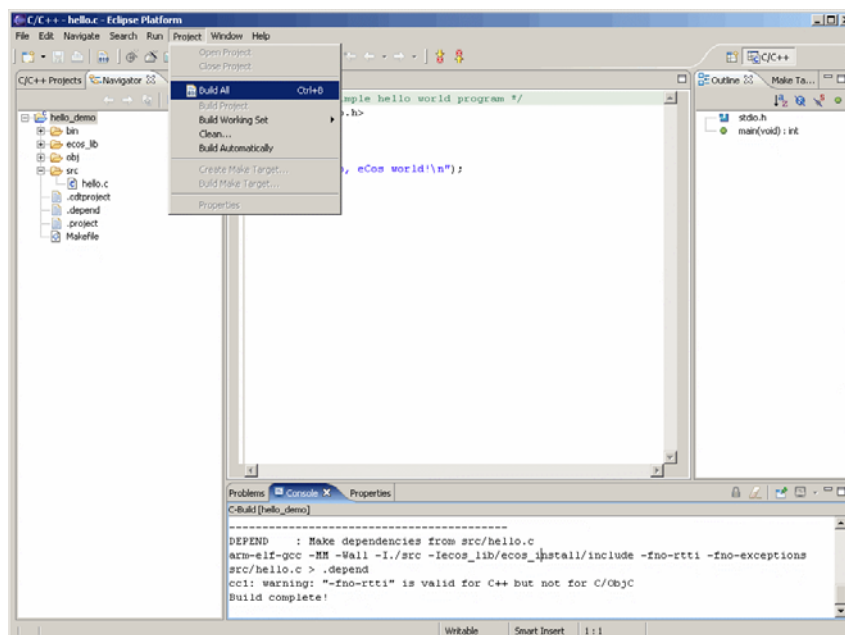 C/C++ - hello.c - Eclipse Platform
File Edit Navigate Search Run Project Window Help
Open Project
Close Project
Build All Ctrl+B
Build Project
Build Working Set
Clean...
Build Automatically
Create Make Target...
Build Make Target...
Properties
C/C++
C/C++ Projects Navigator
hello_demo
bin
ecos_lib
obj
src
hello.c
.cdtproject
.depend
.project
Makefile
mple hello world program */
.h>
, eCos world!\n");
Outline Make Ta...
stdio.h
main(void) : int
Problems Console Properties
C-Build [hello_demo]
------------------------------------------------
DEPEND : Make dependencies from src/hello.c
arm-elf-gcc -MM -Wall -I./src -Iecos_lib/ecos_install/include -fno-rtti -fno-exceptions
src/hello.c > .depend
cc1: warning: "-fno-rtti" is valid for C++ but not for C/ObjC
Build complete!
Writable Smart Insert 1 : 1